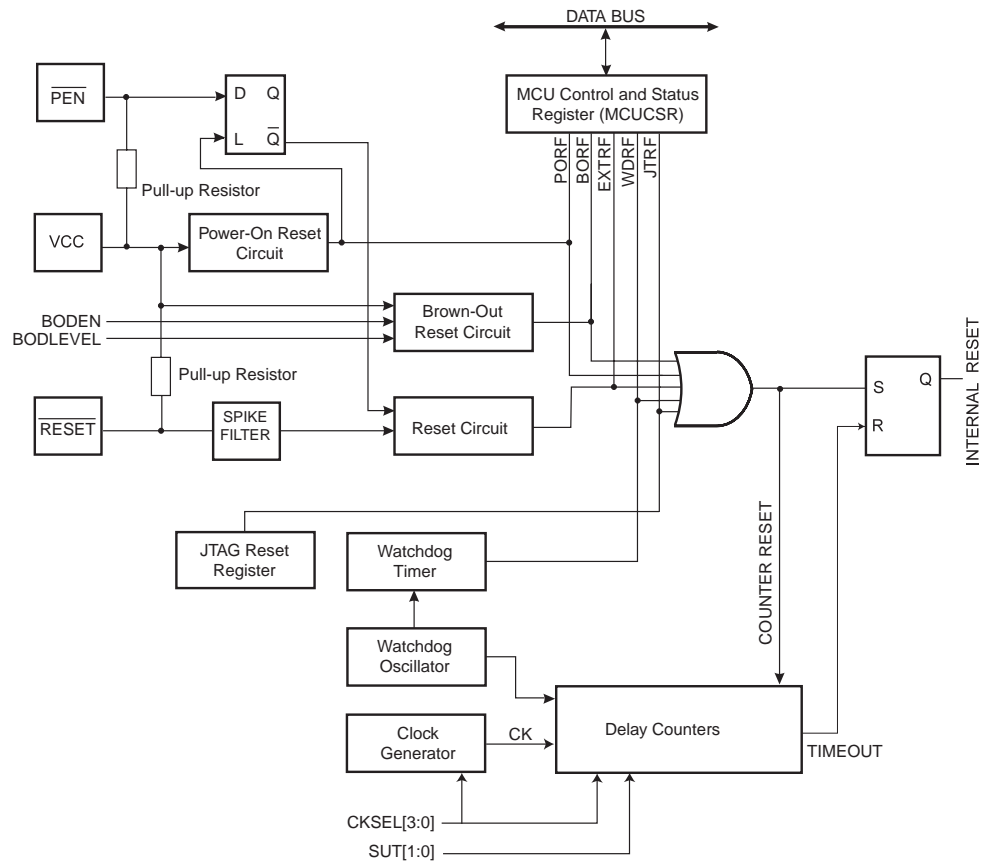 DATA BUS
PEN
D Q
L Q
MCU Control and Status
Register (MCUCSR)
PORF
BORF
EXTRF
WDRF
JTRF
Pull-up Resistor
VCC
Power-On Reset
Circuit
BODEN
BODLEVEL
Brown-Out
Reset Circuit
Pull-up Resistor
RESET
SPIKE
FILTER
Reset Circuit
S
Q
R
INTERNAL RESET
JTAG Reset
Register
Watchdog
Timer
COUNTER RESET
Watchdog
Oscillator
Clock
Generator
CK
Delay Counters
TIMEOUT
CKSEL[3:0]
SUT[1:0]